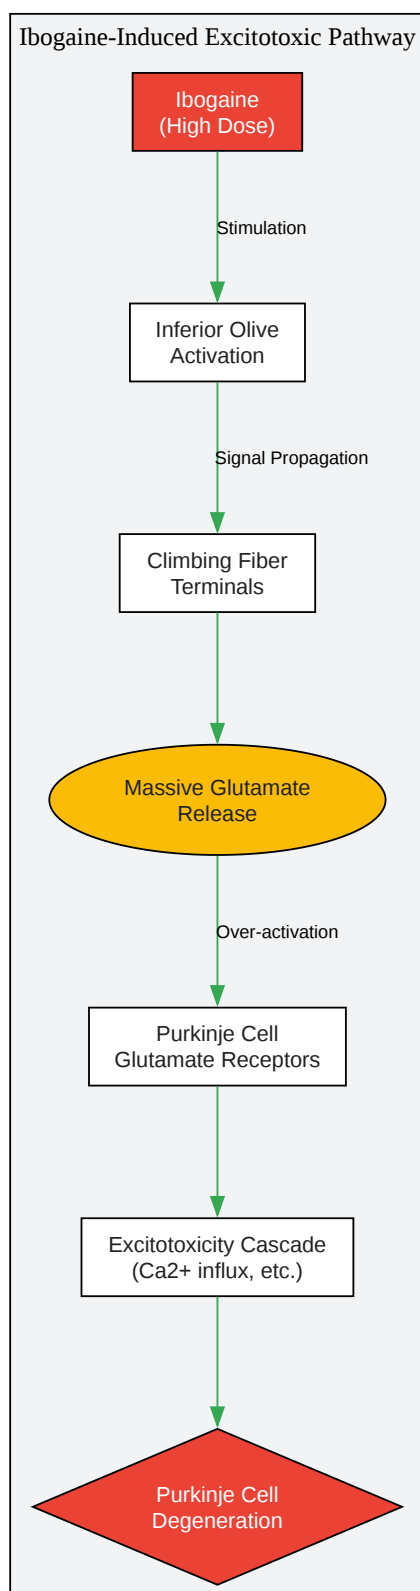 Ibogaine-Induced Excitotoxic Pathway
Ibogaine
(High Dose)
Stimulation
Inferior Olive
Activation
Signal Propagation
Climbing Fiber
Terminals
Massive Glutamate
Release
Over-activation
Purkinje Cell
Glutamate Receptors
Excitotoxicity Cascade
(Ca2+ influx, etc.)
Purkinje Cell
Degeneration